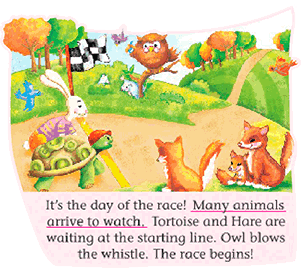 It's the day of the race! Many animals
arrive to watch. Tortoise and Hare are
waiting at the starting line. Owl blows
the whistle. The race begins!